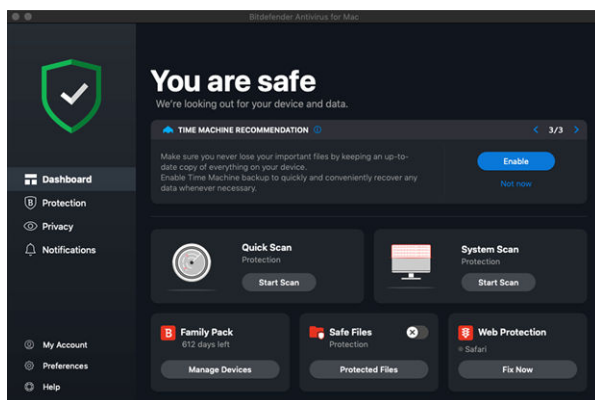 Bitdefender Antivirus for Mac
You are safe
We're looking out for your device and data.
TIME MACHINE RECOMMENDATION
3/3
Make sure you never lose your important files by keeping an up-to-
date copy of everything on your device.
Enable Time Machine backup to quickly and conveniently recover any
data whenever necessary.
Enable
Not now
Dashboard
Protection
Privacy
Notifications
Quick Scan
Protection
Start Scan
System Scan
Protection
Start Scan
B
Family Pack
612 days left
Manage Devices
Safe Files
Protection
Protected Files
Web Protection
Safari
Fix Now
My Account
Preferences
Help